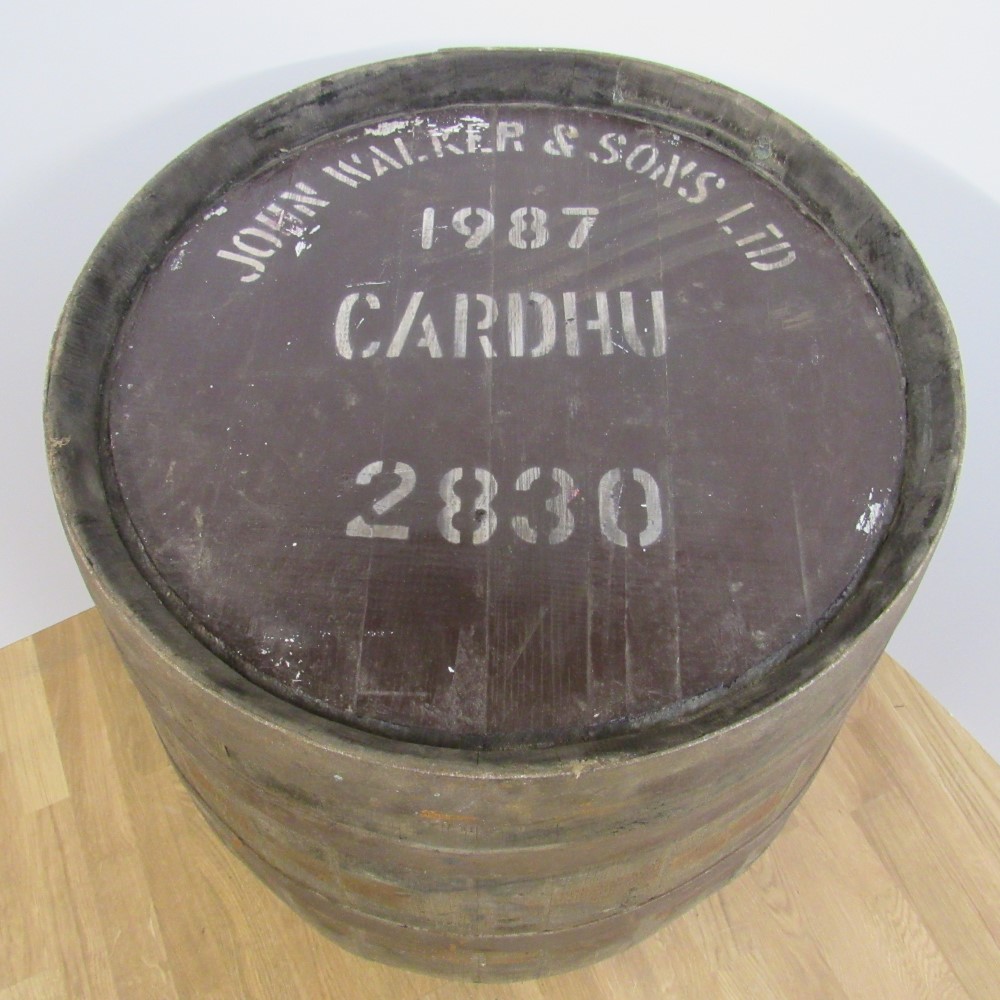 JOHN WALKER & SONS LTD
1987
CARDHU
2830